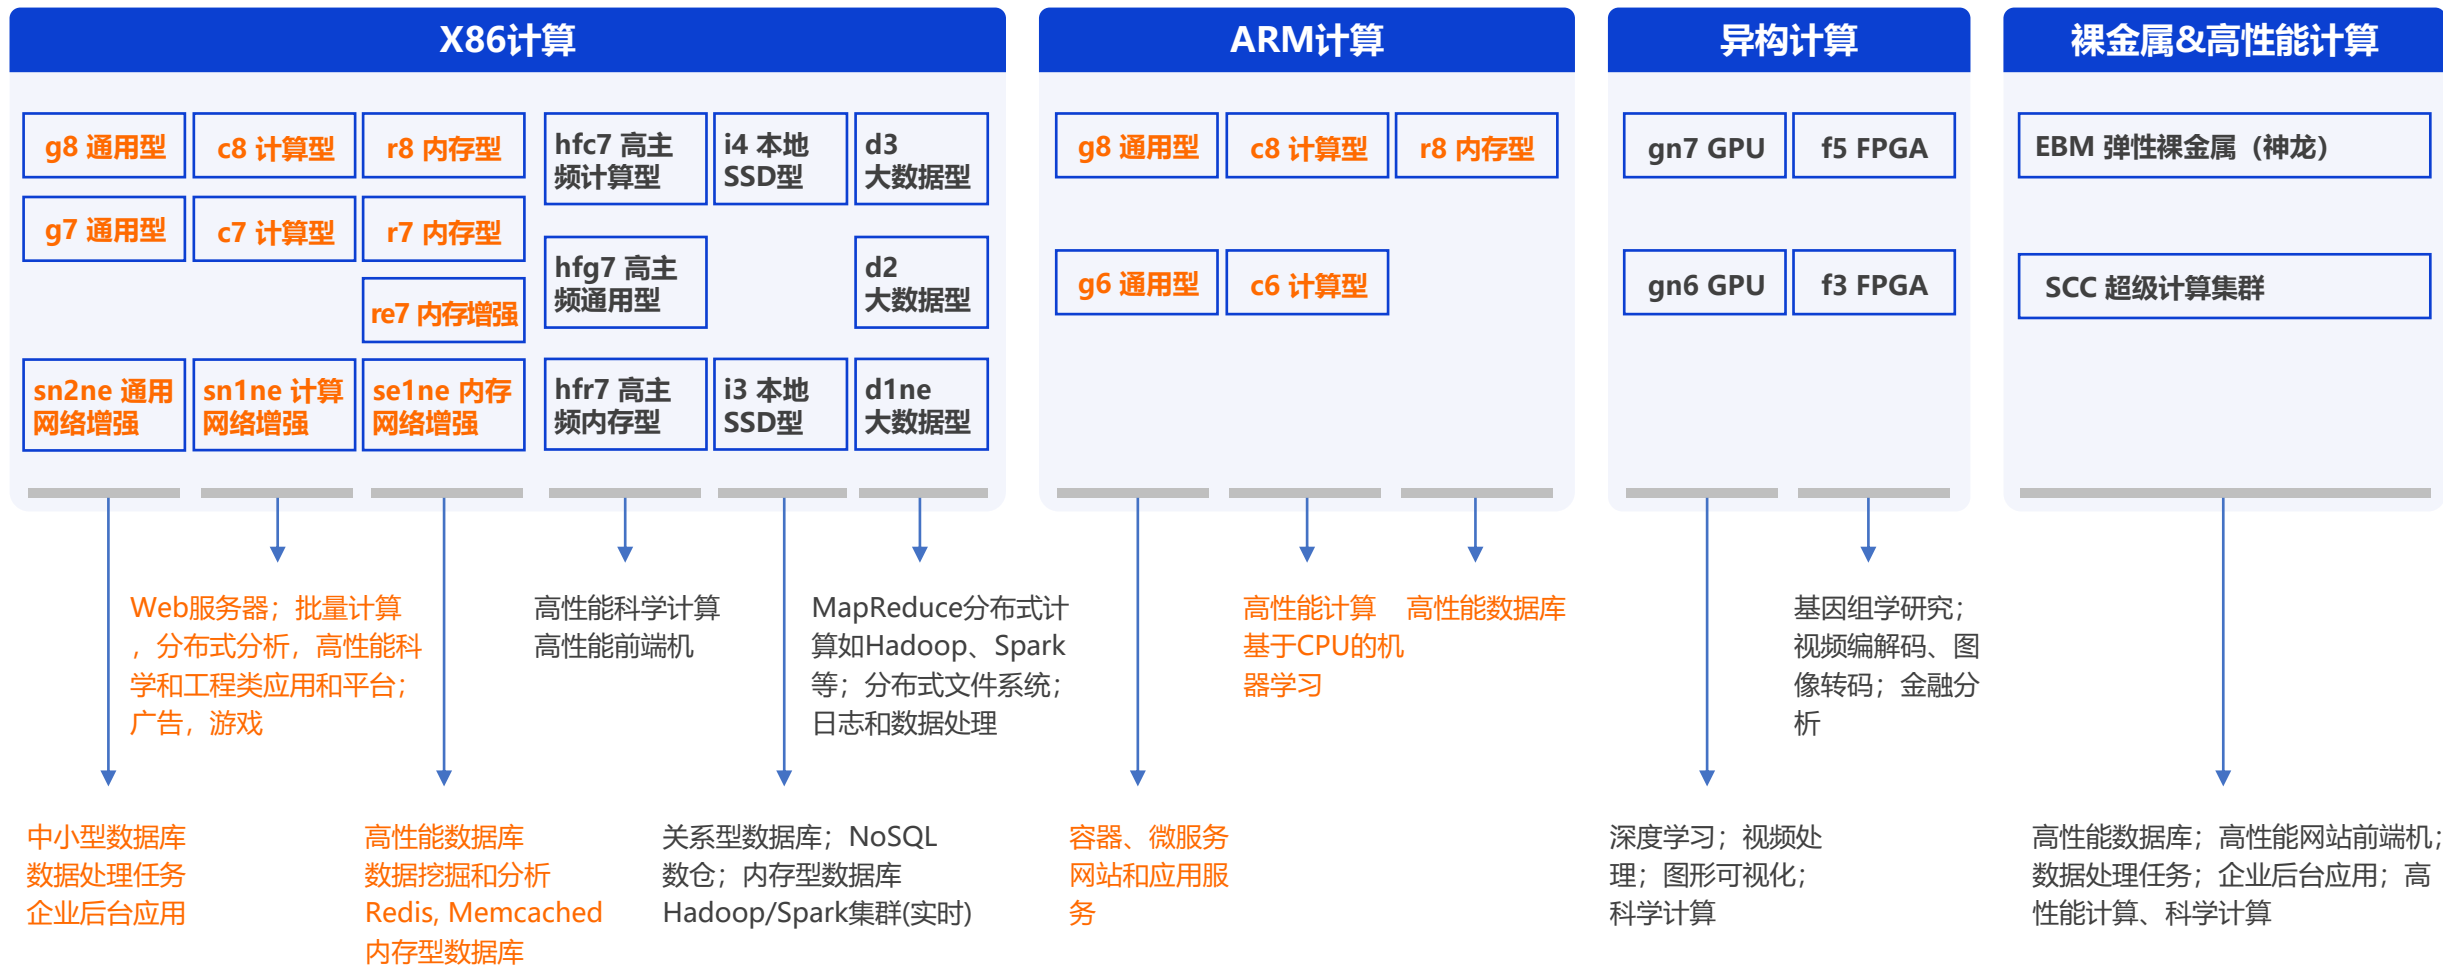 X86计算
g8 通用型
c8 计算型
r8 内存型
hfc7 高主
频计算型
i4 本地
SSD型
d3
大数据型
g7 通用型
c7 计算型
r7 内存型
hfg7 高主
频通用型
d2
大数据型
re7 内存增强
sn2ne 通用
网络增强
sn1ne 计算
网络增强
se1ne 内存
网络增强
hfr7 高主
频内存型
i3 本地
SSD型
d1ne
大数据型
Web服务器；批量计算
，分布式分析，高性能科
学和工程类应用和平台；
广告，游戏
高性能科学计算
高性能前端机
MapReduce分布式计
算如Hadoop、Spark
等；分布式文件系统；
日志和数据处理
中小型数据库
数据处理任务
企业后台应用
高性能数据库
数据挖掘和分析
Redis, Memcached
内存型数据库
关系型数据库；NoSQL
数仓；内存型数据库
Hadoop/Spark集群(实时)
ARM计算
g8 通用型
c8 计算型
r8 内存型
g6 通用型
c6 计算型
高性能计算
基于CPU的机
器学习
高性能数据库
容器、微服务
网站和应用服
务
异构计算
gn7 GPU
f5 FPGA
gn6 GPU
f3 FPGA
基因组学研究；
视频编解码、图
像转码；金融分
析
深度学习；视频处
理；图形可视化；
科学计算
裸金属&高性能计算
EBM 弹性裸金属（神龙）
SCC 超级计算集群
高性能数据库；高性能网站前端机；
数据处理任务；企业后台应用；高
性能计算、科学计算